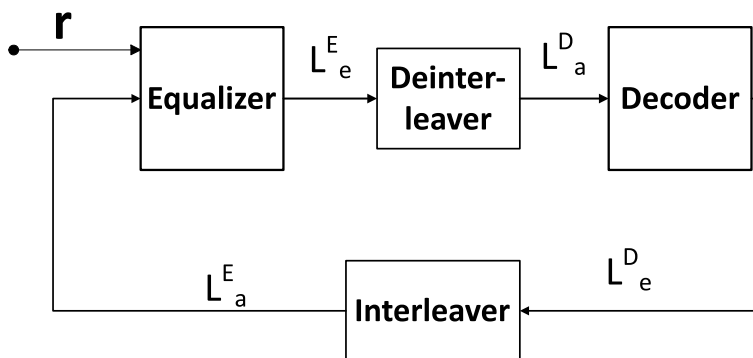 r
Equalizer
L^E_e
Deinter-
leaver
L^D_a
Decoder
L^E_a
Interleaver
L^D_e